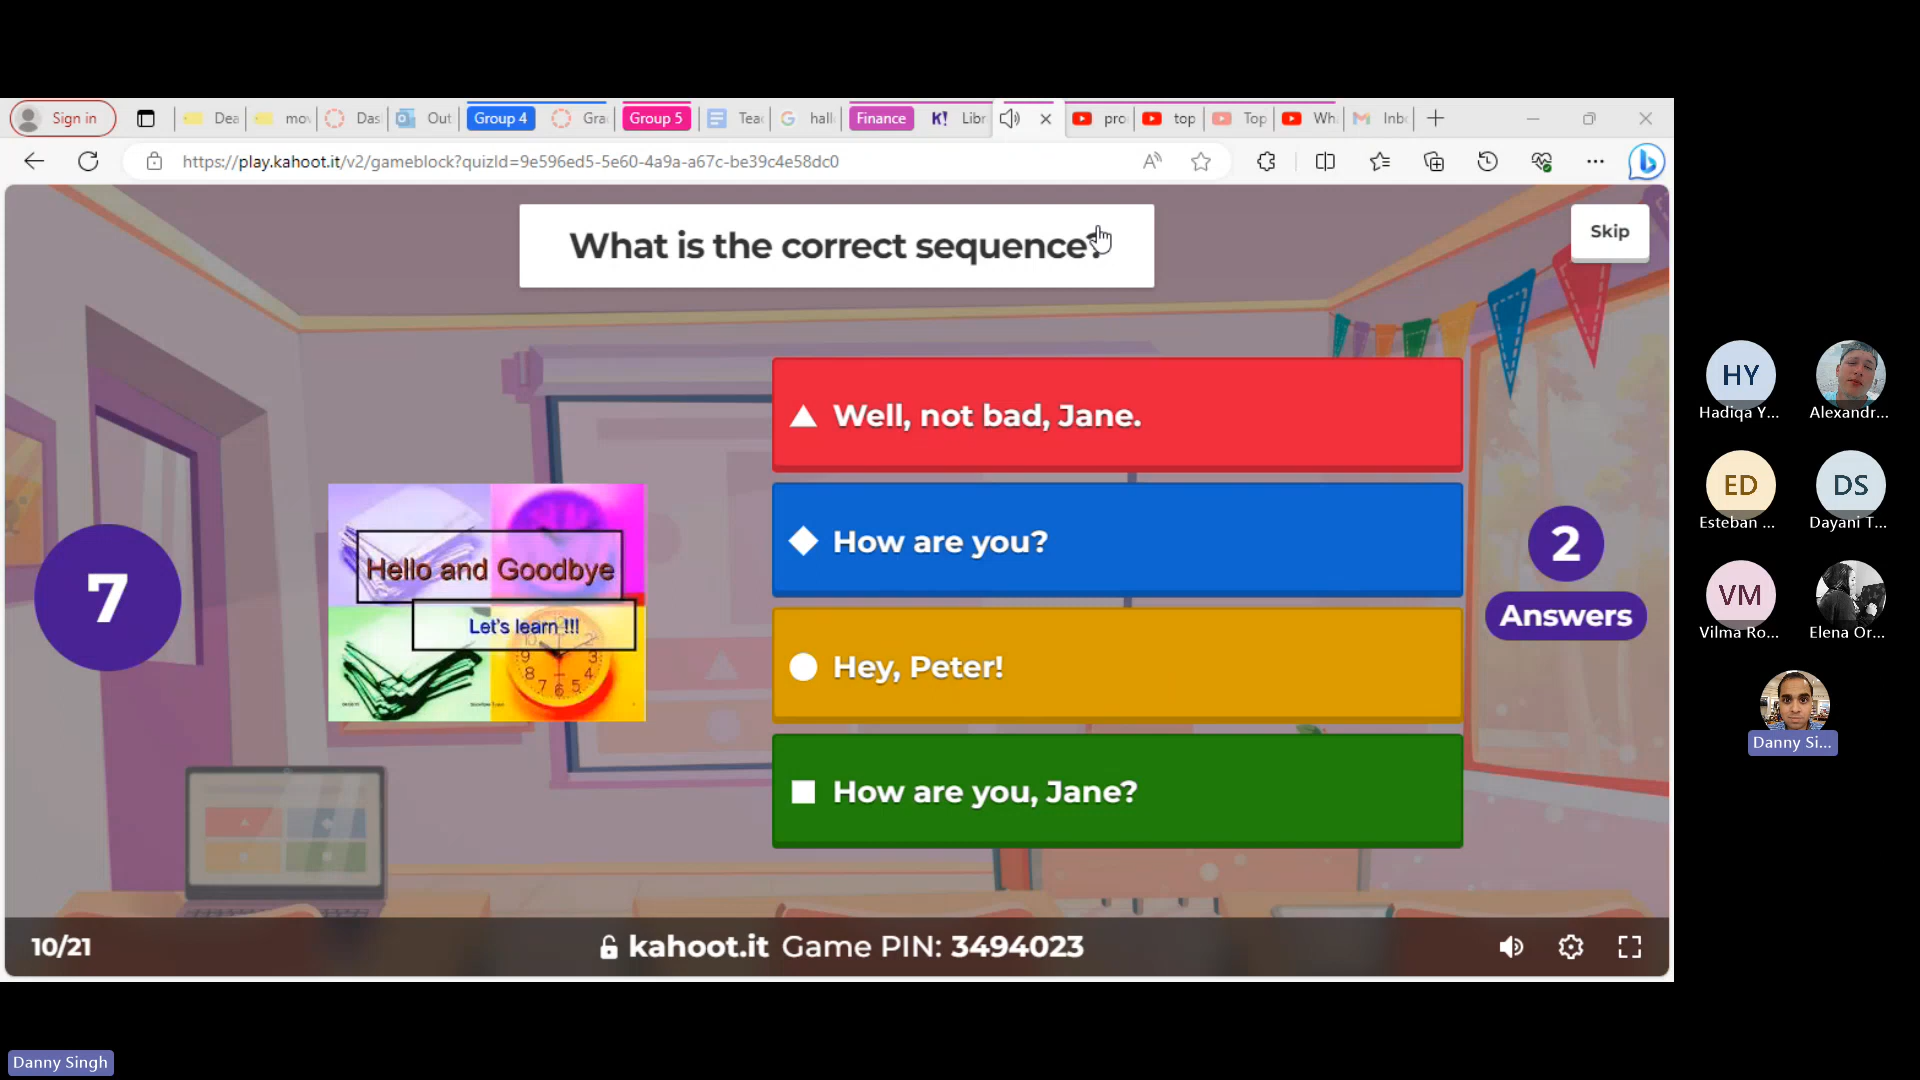 Sign in
Dea
mo
Das
Out
Group 4
Gra
Group 5
Tea
hall
Finance
K! Libr
pro
top
Top
Wh
Inb
https://play.kahoot.it/v2/gameblock?quizId=9e596ed5-5e60-4a9a-a67c-be39c4e58dc0
What is the correct sequence?
Skip
Well, not bad, Jane.
How are you?
Hey, Peter!
How are you, Jane?
7
Hello and Goodbye
Let's learn !!!
2
Answers
10/21
kahoot.it Game PIN: 3494023
HY
Hadiqa Y...
Alexandr...
ED
Esteban ...
DS
Dayani T...
VM
Vilma Ro...
Elena Or...
Danny Si...
Danny Singh